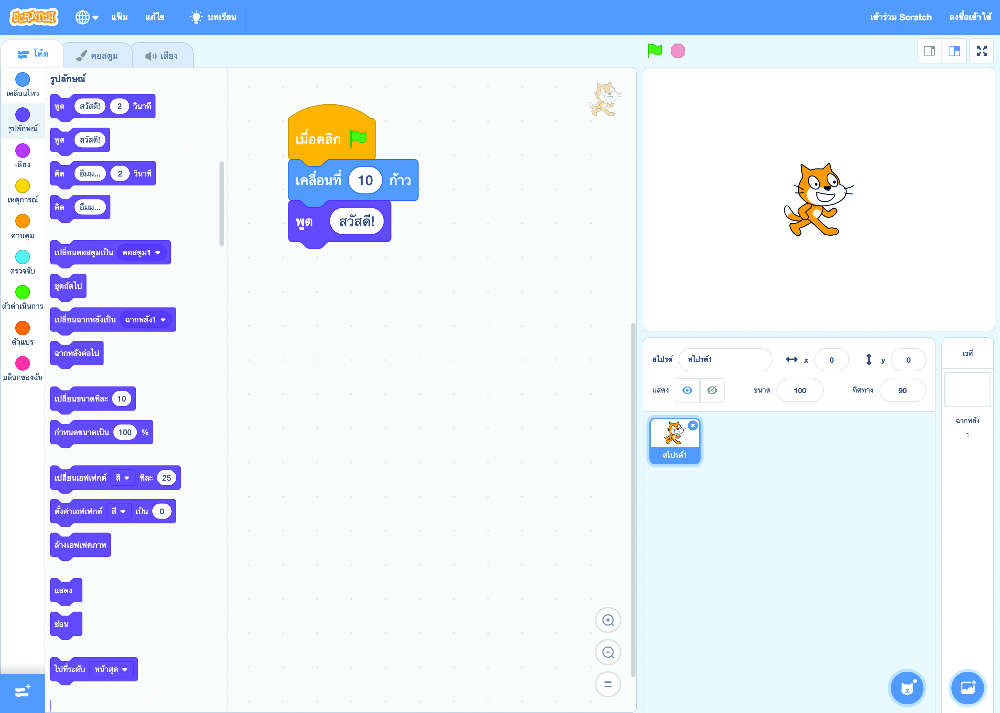 SCRATCH
แฟ้ม
แก้ไข
บทเรียน
เข้าร่วม Scratch
ลงชื่อเข้าใช้
โค้ด
คอสตูม
เสียง
เคลื่อนไหว
รูปลักษณ์
เสียง
เหตุการณ์
ควบคุม
ตรวจจับ
ตัวดำเนินการ
ตัวแปร
บล็อกของฉัน
รูปลักษณ์
พูด สวัสดี! 2 วินาที
พูด สวัสดี!
คิด อืมม... 2 วินาที
คิด อืมม...
เปลี่ยนคอสตูมเป็น คอสตูม1
ชุดถัดไป
เปลี่ยนฉากหลังเป็น ฉากหลัง1
ฉากหลังต่อไป
เปลี่ยนขนาดทีละ 10
กำหนดขนาดเป็น 100 %
เปลี่ยนเอฟเฟกต์ สี ทีละ 25
ตั้งค่าเอฟเฟกต์ สี เป็น 0
ล้างเอฟเฟคภาพ
แสดง
ซ่อน
ไปที่ระดับ หน้าสุด
เมื่อคลิก
เคลื่อนที่ 10 ก้าว
พูด สวัสดี!
สไปรต์ สไปรต์1 x 0 y 0
แสดง ขนาด 100 ทิศทาง 90
สไปรต์1
เวที
ฉากหลัง
1